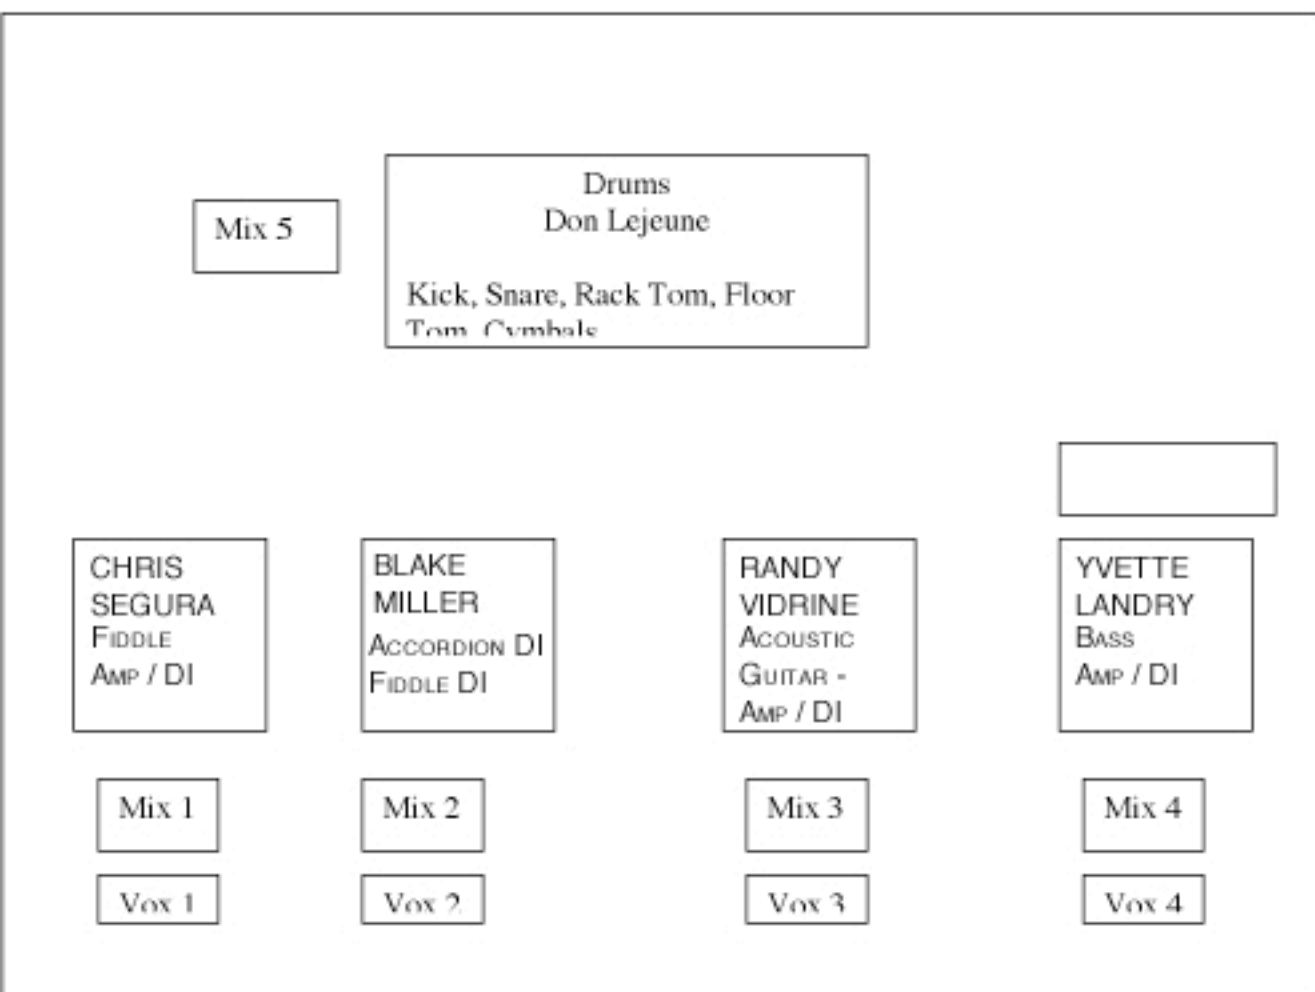 Drums
Don Lejeune
Mix 5
Kick, Snare, Rack Tom, Floor
Tom, Cymbals
CHRIS
SEGURA
FIDDLE
AMP / DI
BLAKE
MILLER
ACCORDION DI
FIDDLE DI
RANDY
VIDRINE
ACOUSTIC
GUITAR -
AMP / DI
YVETTE
LANDRY
BASS
AMP / DI
Mix 1
Mix 2
Mix 3
Mix 4
Vox 1
Vox 2
Vox 3
Vox 4